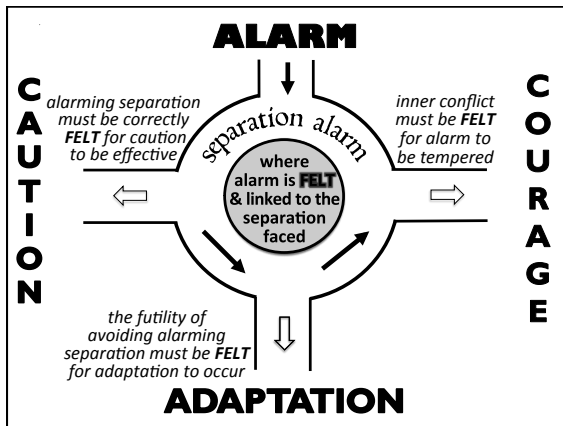 ALARM
CAUTION
alarming separation
must be correctly
FELT for caution
to be effective
separation alarm
inner conflict
must be FELT
for alarm to
be tempered
COURAGE
where
alarm is FELT
& linked to the
separation
faced
the futility of
avoiding alarming
separation must be FELT
for adaptation to occur
ADAPTATION